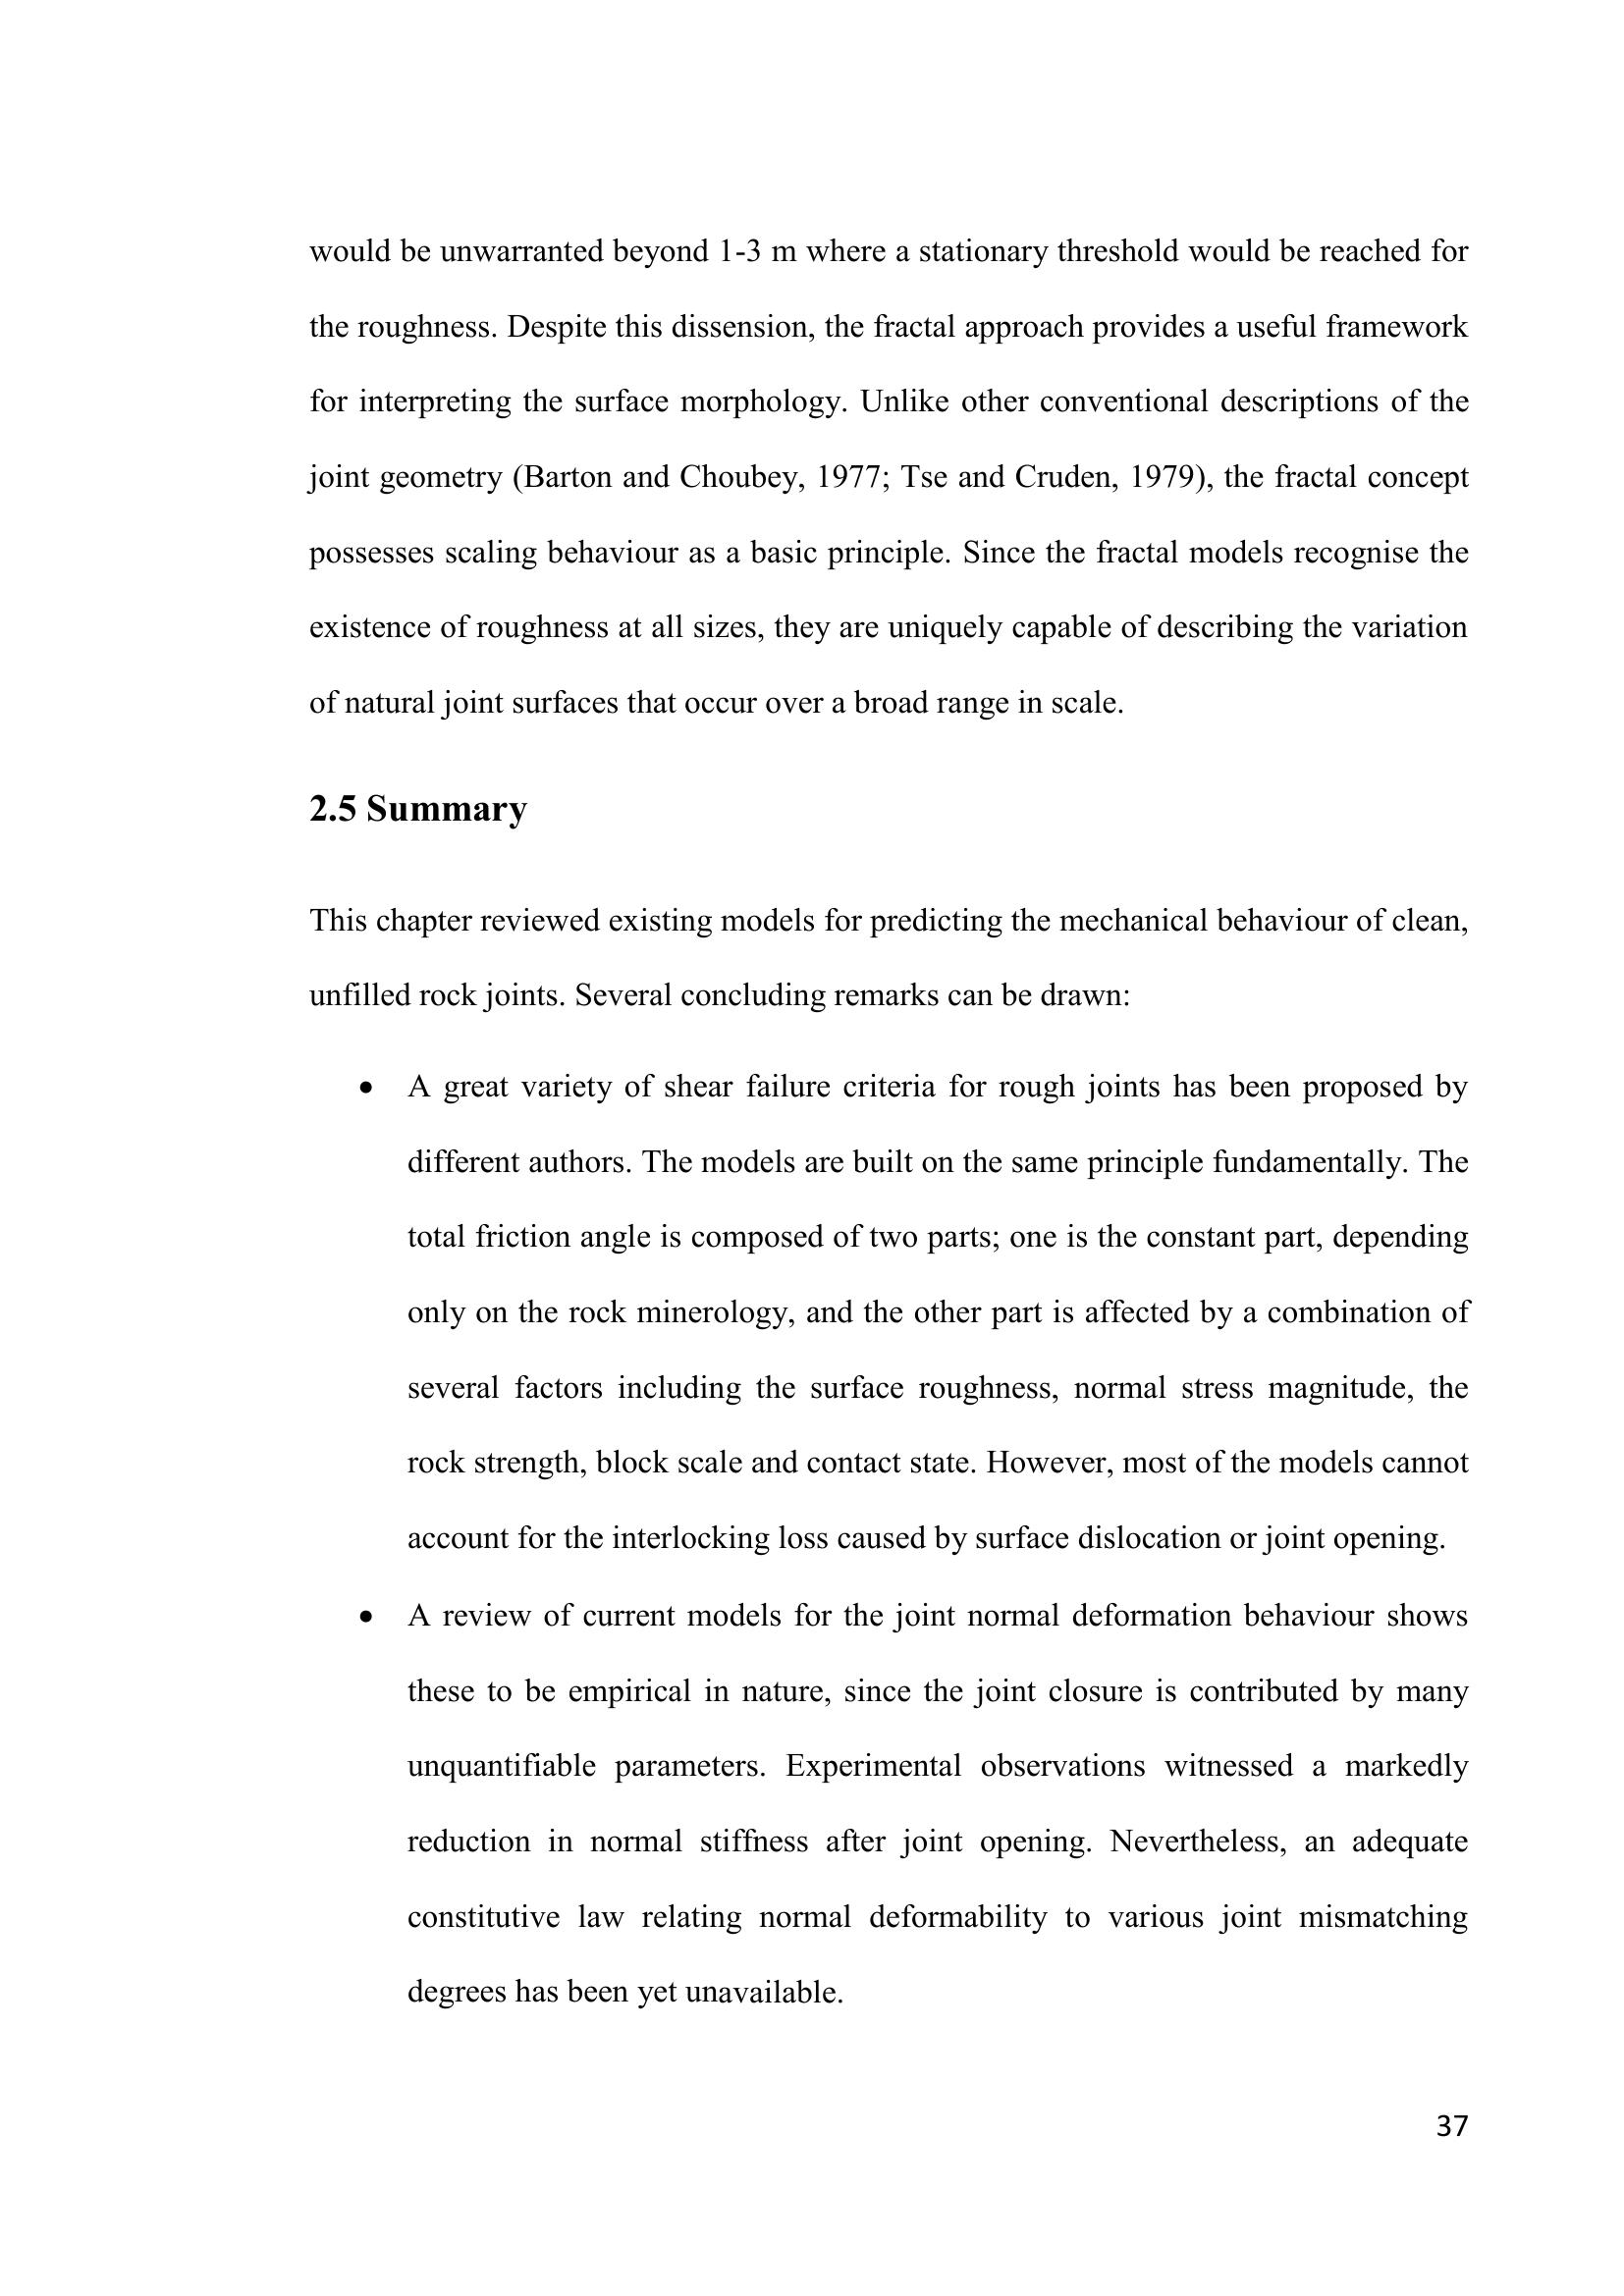 would be unwarranted beyond 1-3 m where a stationary threshold would be reached for
the roughness. Despite this dissension, the fractal approach provides a useful framework
for interpreting the surface morphology. Unlike other conventional descriptions of the
joint geometry (Barton and Choubey, 1977; Tse and Cruden, 1979), the fractal concept
possesses scaling behaviour as a basic principle. Since the fractal models recognise the
existence of roughness at all sizes, they are uniquely capable of describing the variation
of natural joint surfaces that occur over a broad range in scale.
2.5 Summary
This chapter reviewed existing models for predicting the mechanical behaviour of clean,
unfilled rock joints. Several concluding remarks can be drawn:
• A great variety of shear failure criteria for rough joints has been proposed by
different authors. The models are built on the same principle fundamentally. The
total friction angle is composed of two parts; one is the constant part, depending
only on the rock minerology, and the other part is affected by a combination of
several factors including the surface roughness, normal stress magnitude, the
rock strength, block scale and contact state. However, most of the models cannot
account for the interlocking loss caused by surface dislocation or joint opening.
• A review of current models for the joint normal deformation behaviour shows
these to be empirical in nature, since the joint closure is contributed by many
unquantifiable parameters. Experimental observations witnessed a markedly
reduction in normal stiffness after joint opening. Nevertheless, an adequate
constitutive law relating normal deformability to various joint mismatching
degrees has been yet unavailable.
37